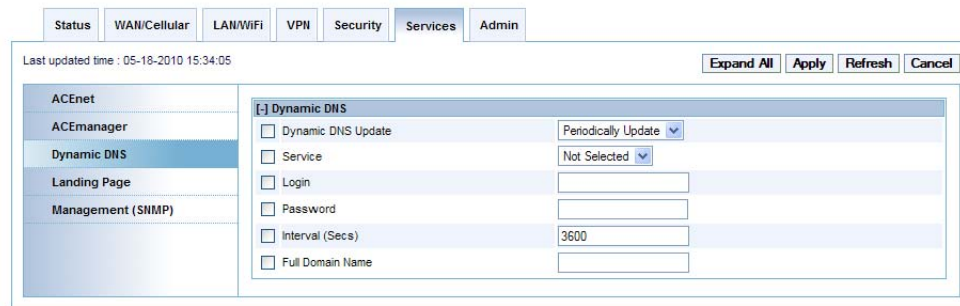 Status WAN/Cellular LAN/WiFi VPN Security Services Admin
Last updated time : 05-18-2010 15:34:05
Expand All Apply Refresh Cancel
ACEnet
ACEmanager
Dynamic DNS
Landing Page
Management (SNMP)
[-] Dynamic DNS
Dynamic DNS Update Periodically Update
Service Not Selected
Login
Password
Interval (Secs) 3600
Full Domain Name